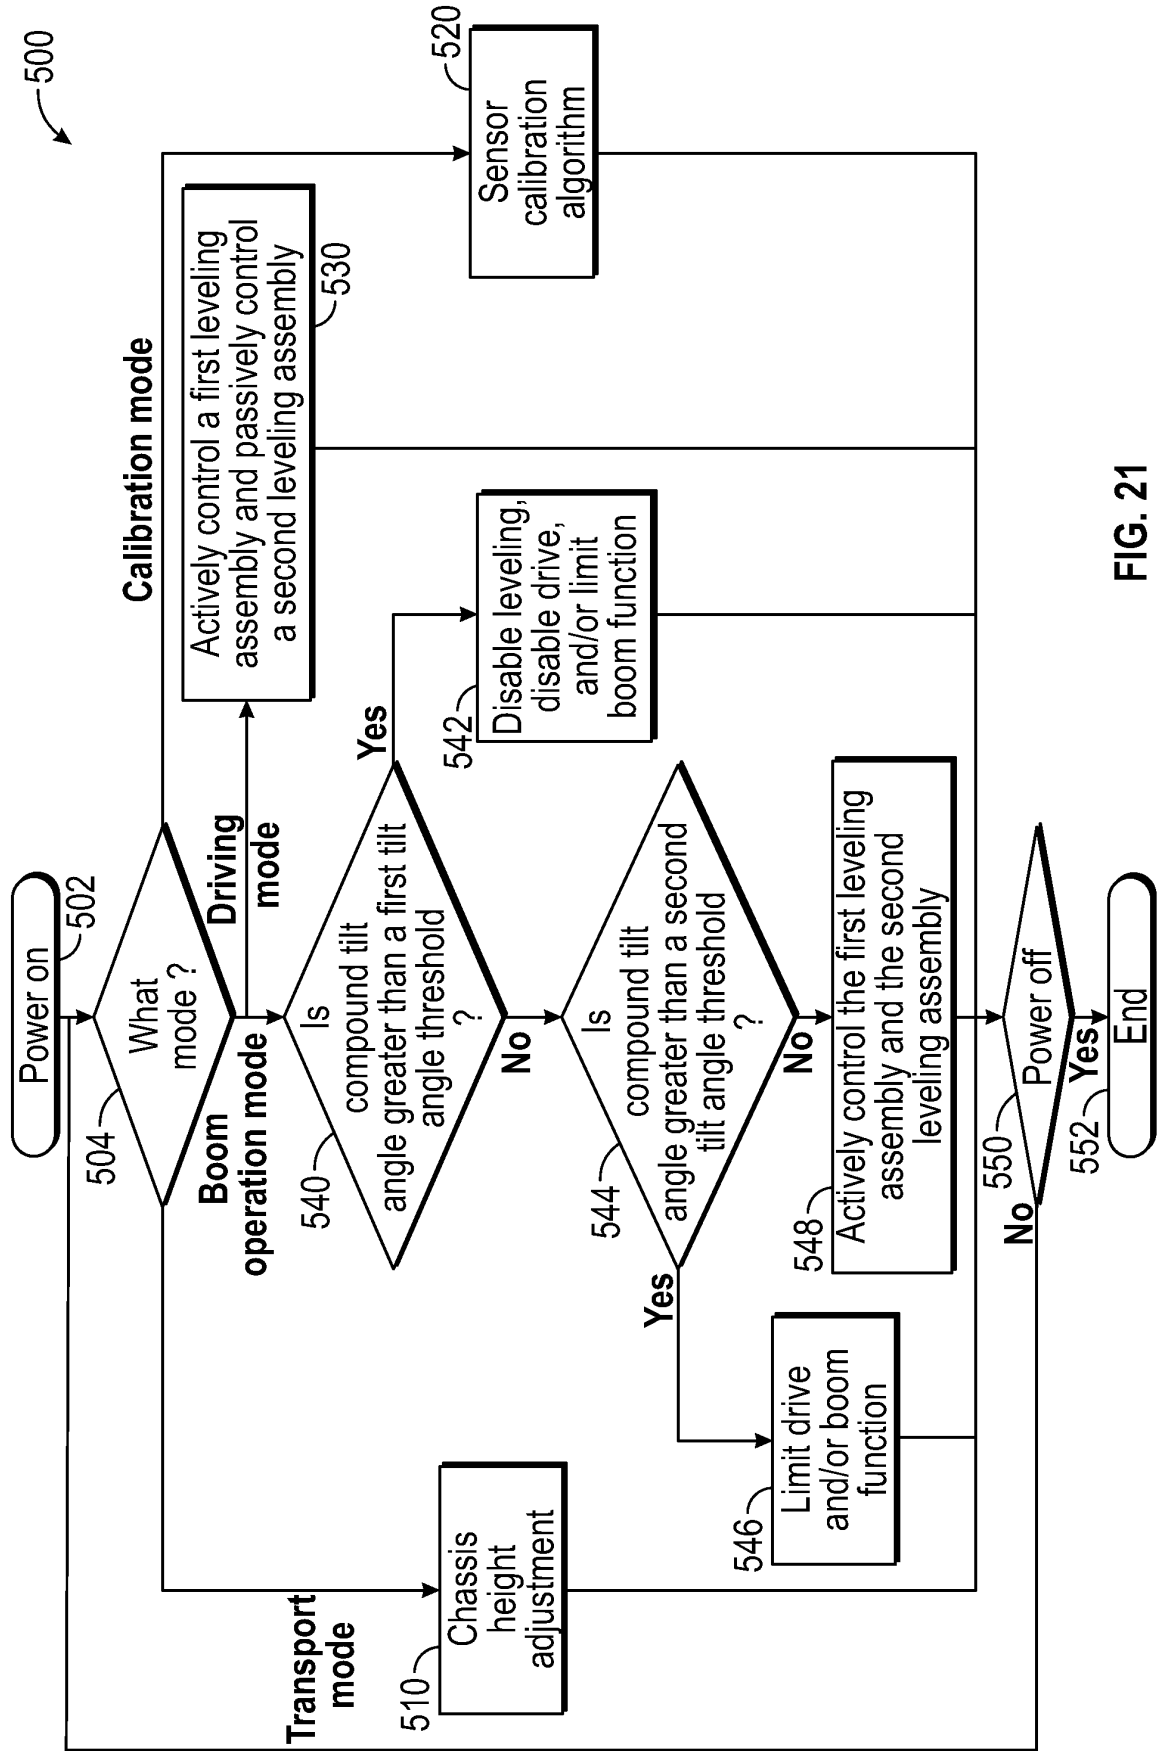 500
Power on
502
What
mode ?
504
Calibration mode
Driving
mode
Boom
operation mode
Transport
mode
Actively control a first leveling
assembly and passively control
a second leveling assembly
530
Sensor
calibration
algorithm
520
Is
compound tilt
angle greater than a first tilt
angle threshold
?
540
Yes
No
Disable leveling,
disable drive,
and/or limit
boom function
542
Chassis
height
adjustment
510
Is
compound tilt
angle greater than a second
tilt angle threshold
?
544
Yes
No
Limit drive
and/or boom
function
546
Actively control the first leveling
assembly and the second
leveling assembly
548
Power off
550
No
Yes
End
552
FIG. 21